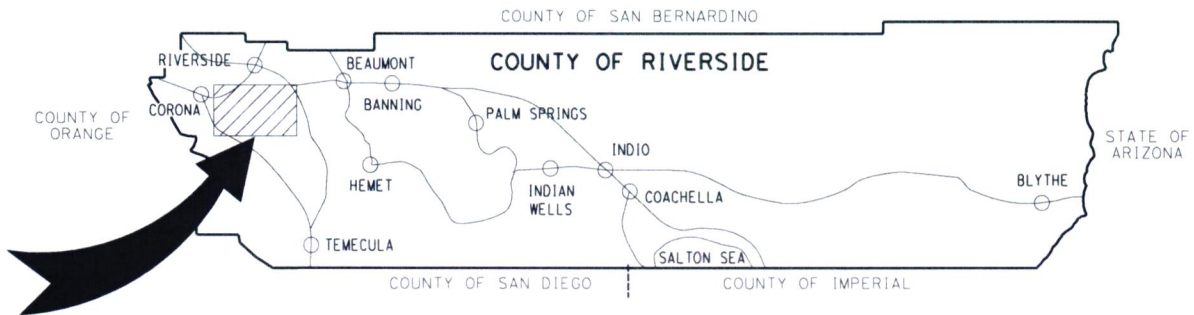 COUNTY OF SAN BERNARDINO
RIVERSIDE
BEAUMONT
COUNTY OF RIVERSIDE
CORONA
BANNING
COUNTY OF
ORANGE
PALM SPRINGS
STATE OF
ARIZONA
INDIO
HEMET
INDIAN
WELLS
COACHELLA
BLYTHE
TEMECULA
SALTON SEA
COUNTY OF SAN DIEGO
COUNTY OF IMPERIAL